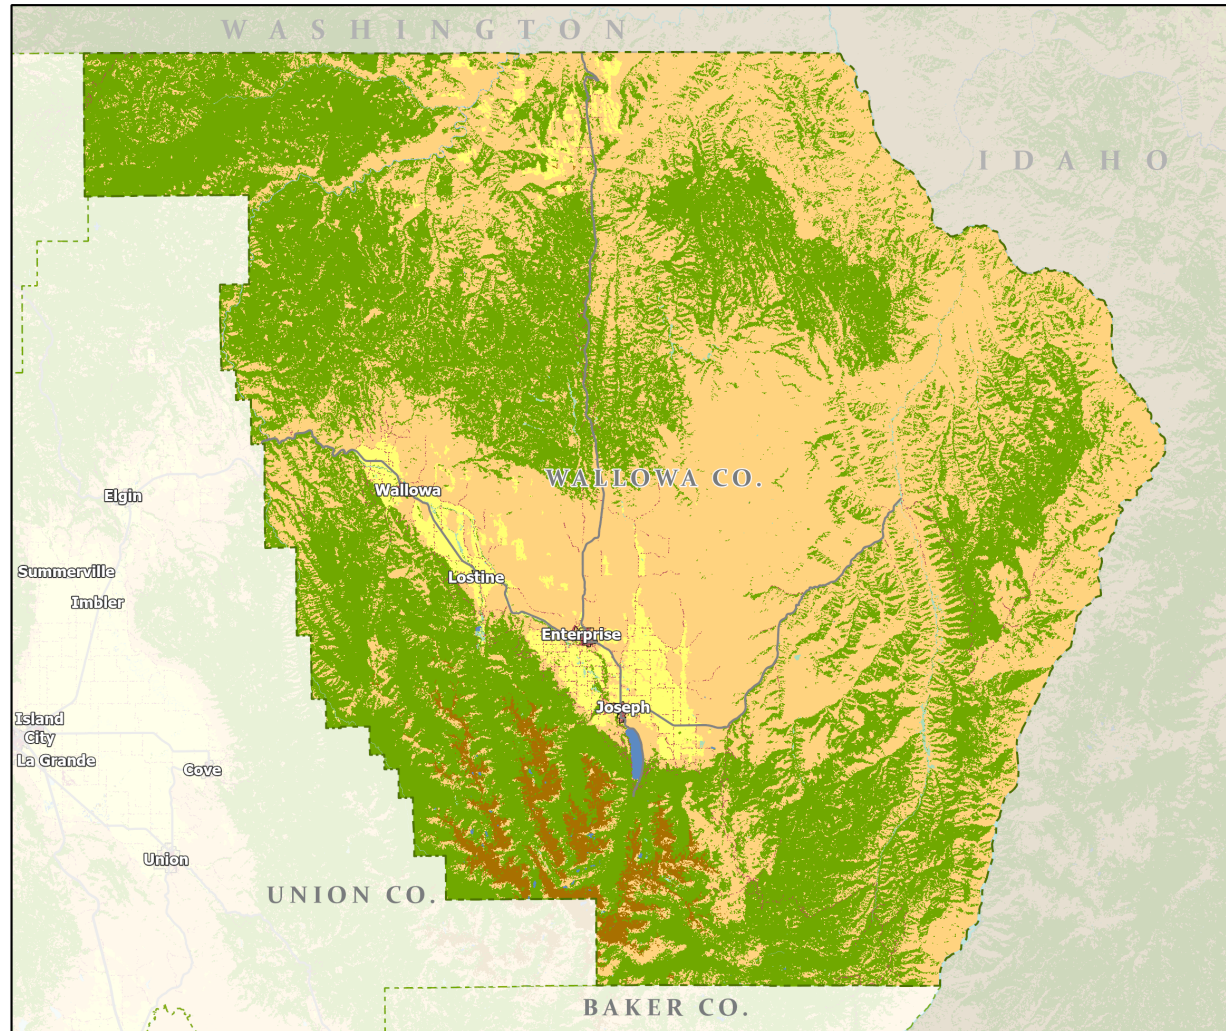 WASHINGTON
IDAHO
WALLOWA CO.
Wallowa
Elgin
Summerville
Lostine
Imbler
Enterprise
Joseph
Island
City
La Grande
Cove
Union
UNION CO.
BAKER CO.